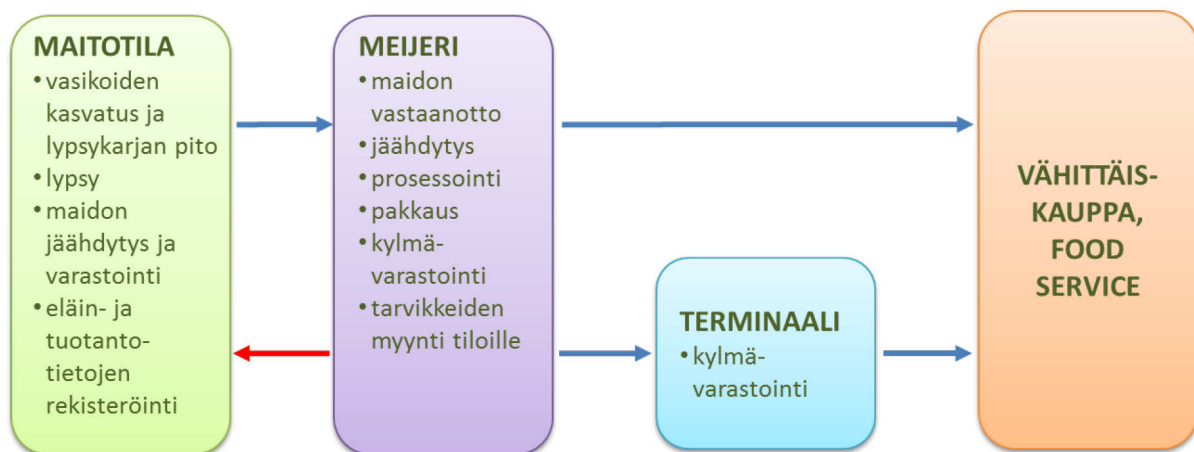 MAITOTILA
• vasikoiden
kasvatus ja
lypsykarjan pito
• lypsy
• maidon
jäähdytys ja
varastointi
• eläin- ja
tuotanto-
tietojen
rekisteröinti
MEIJERI
• maidon
vastaanotto
• jäähdytys
• prosessointi
• pakkaus
• kylmä-
varastointi
• tarvikkeiden
myynti tiloille
TERMINAALI
• kylmä-
varastointi
VÄHITTÄIS-
KAUPPA,
FOOD
SERVICE